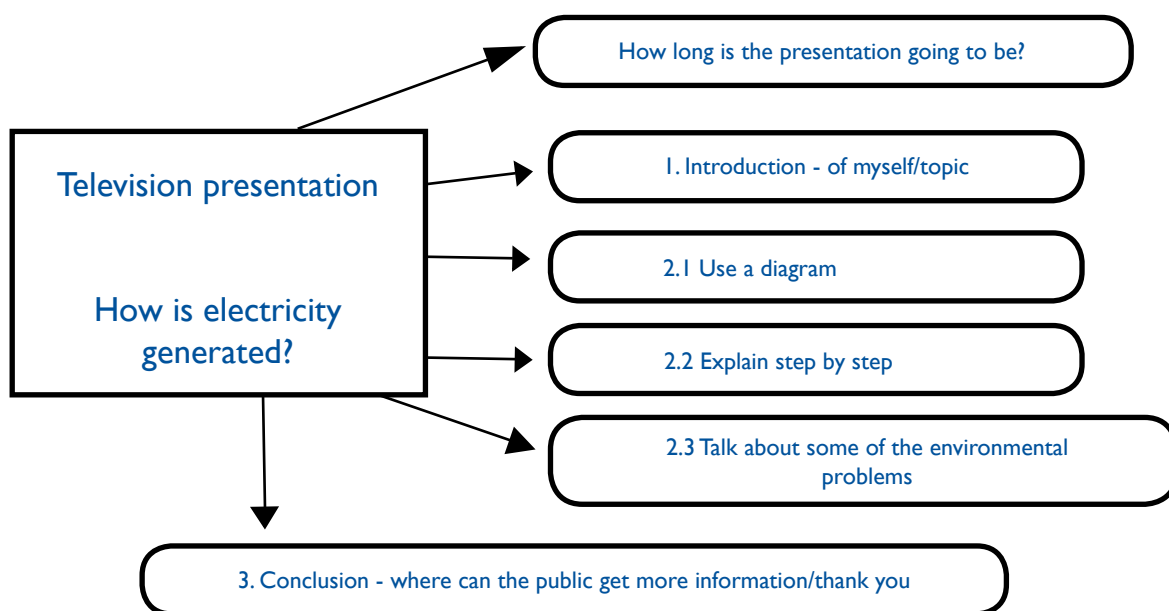 How long is the presentation going to be?
Television presentation
How is electricity
generated?
1. Introduction - of myself/topic
2.1 Use a diagram
2.2 Explain step by step
2.3 Talk about some of the environmental
problems
3. Conclusion - where can the public get more information/thank you